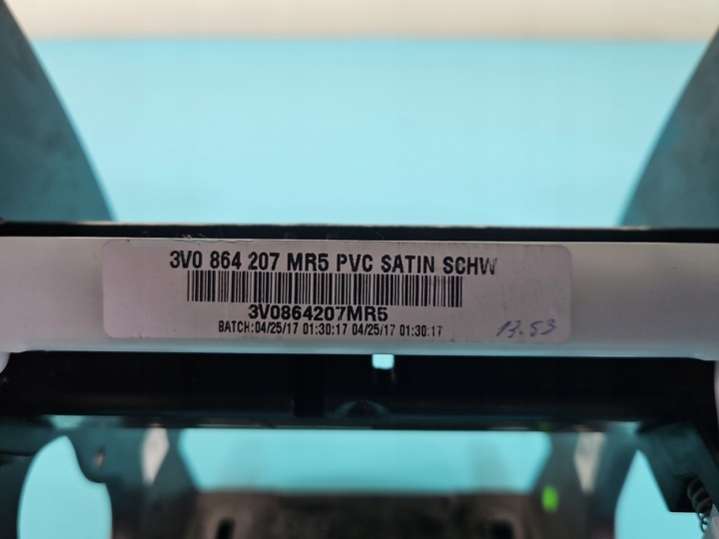 3V0 864 207 MR5 PVC SATIN SCHW
3V0864207MR5
BATCH:04/25/17 01:30:17 04/25/17 01:30:17
13.53